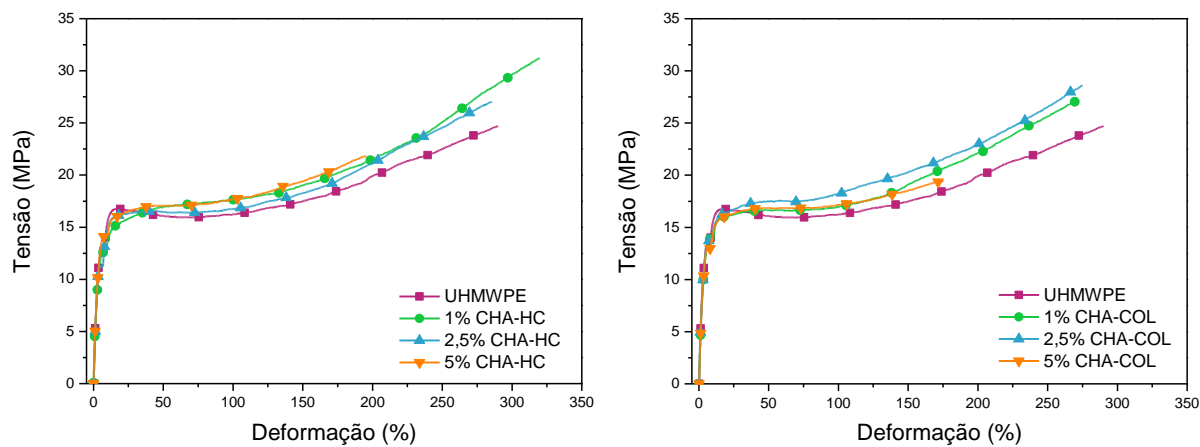 35
30
25
20
15
10
5
0
Tensão (MPa)
0 50 100 150 200 250 300 350
Deformação (%)
UHMWPE
1% CHA-HC
2,5% CHA-HC
5% CHA-HC
35
30
25
20
15
10
5
0
Tensão (MPa)
0 50 100 150 200 250 300 350
Deformação (%)
UHMWPE
1% CHA-COL
2,5% CHA-COL
5% CHA-COL